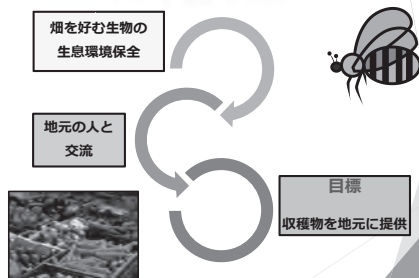 畑を好む生物の
生息環境保全
地元の人と
交流
目標
収穫物を地元に提供